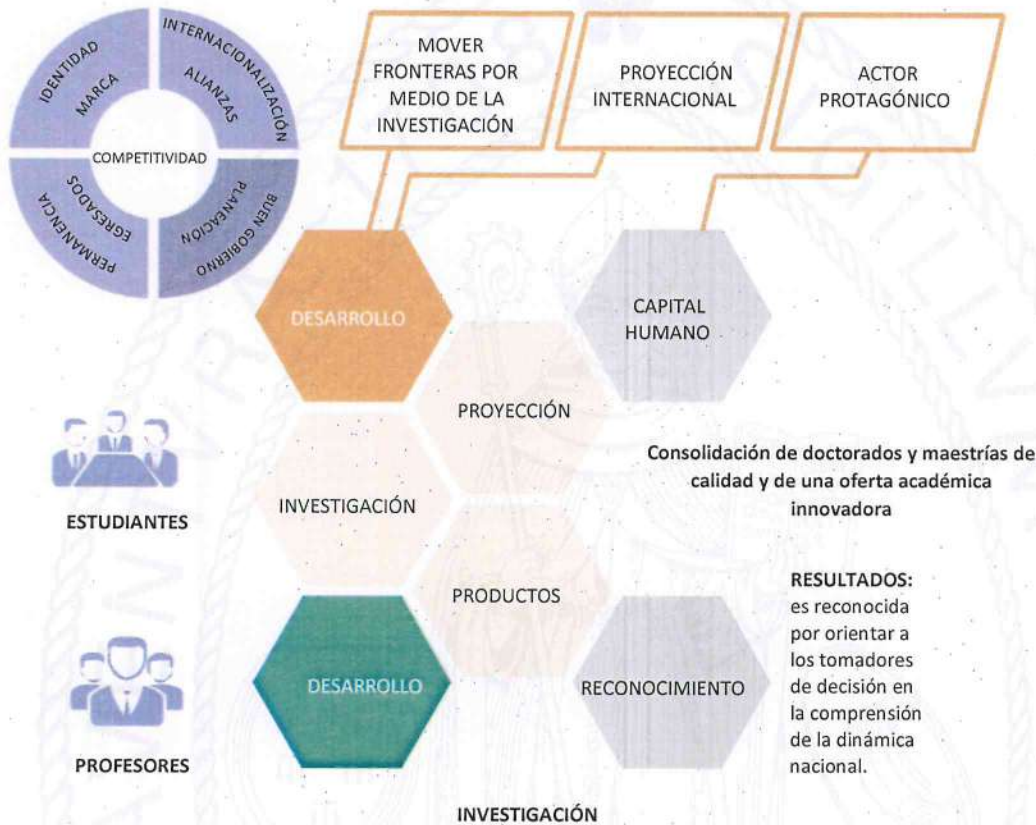 IDENTIDAD
MARCA
INTERNACIONALIZACIÓN
ALIANZAS
COMPETITIVIDAD
PERMANENCIA
EGRESADOS
BUEN GOBIERNO
PLANEACIÓN
MOVER
FRONTERAS POR
MEDIO DE LA
INVESTIGACIÓN
PROYECCIÓN
INTERNACIONAL
ACTOR
PROTAGÓNICO
DESARROLLO
CAPITAL
HUMANO
PROYECCIÓN
ESTUDIANTES
INVESTIGACIÓN
Consolidación de doctorados y maestrías de
calidad y de una oferta académica
innovadora
PRODUCTOS
PROFESORES
DESARROLLO
RECONOCIMIENTO
RESULTADOS:
es reconocida
por orientar a
los tomadores
de decisión en
la comprensión
de la dinámica
nacional.
INVESTIGACIÓN